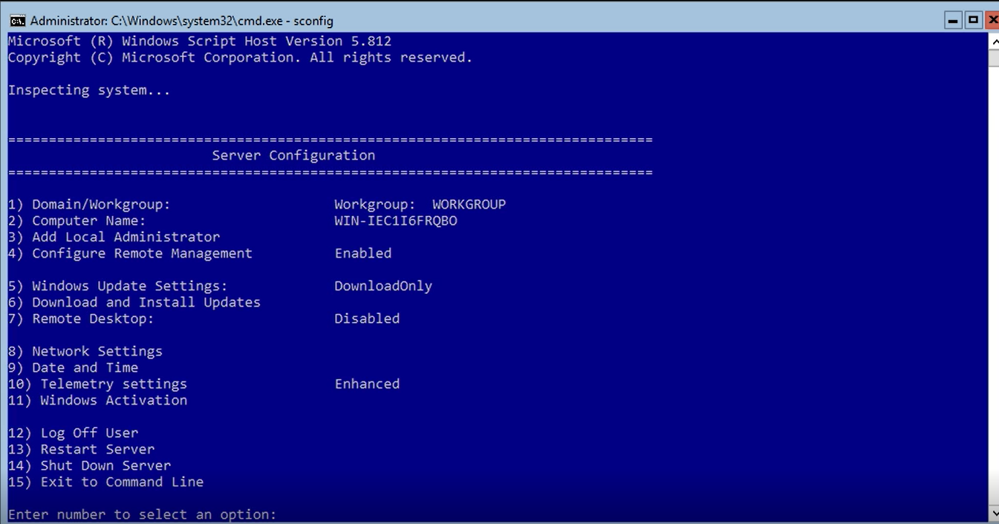 Administrator: C:\Windows\system32\cmd.exe - sconfig
Microsoft (R) Windows Script Host Version 5.812
Copyright (C) Microsoft Corporation. All rights reserved.
Inspecting system...
===============================================================================
Server Configuration
===============================================================================
1) Domain/Workgroup: Workgroup: WORKGROUP
2) Computer Name: WIN-IEC1I6FRQBO
3) Add Local Administrator
4) Configure Remote Management Enabled
5) Windows Update Settings: DownloadOnly
6) Download and Install Updates
7) Remote Desktop: Disabled
8) Network Settings
9) Date and Time
10) Telemetry settings Enhanced
11) Windows Activation
12) Log Off User
13) Restart Server
14) Shut Down Server
15) Exit to Command Line
Enter number to select an option: